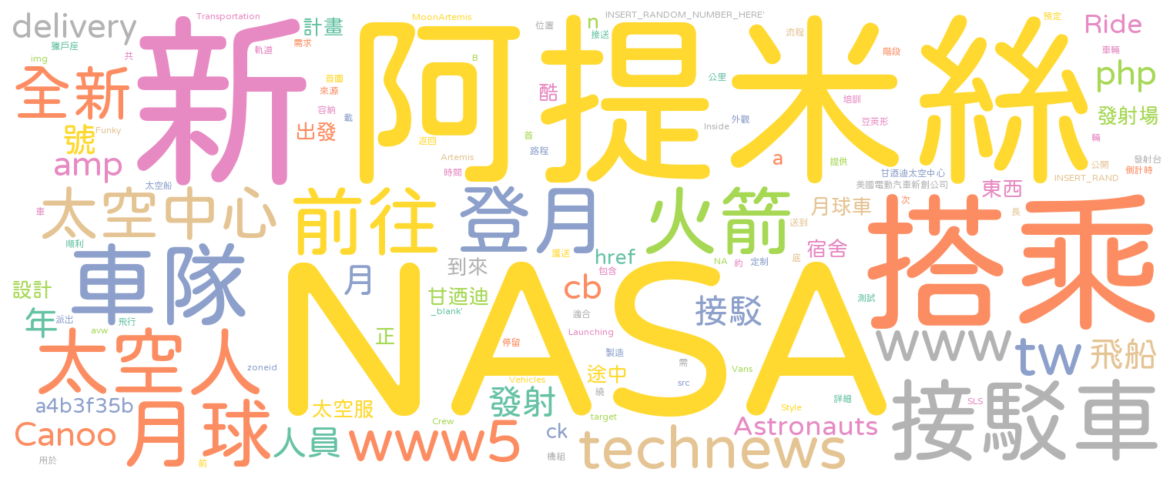 delivery
Transportation
MoonArtemis
INSERT_RANDOM_NUMBER_HERE'
新
阿提米絲
獵戶座
img
計畫
需求
軌道
共
位置
n
推送
流程
預定
Ride
車輛
階段
全新
首圖
來源
B
酷
公里
php
號
Funky
容納
載
出發
培訓
豆莢形
發射場
外觀
Inside
首
輛
amp
返回
路程
Artemis
時間
a
提供
公開
發射台
倒計時
太空船
甘迺迪太空中心
美國電動汽車新創公司
INSERT_RAND
東西
太空中心
前往
登月
火箭
月球車
次
長
車
搭乘
順利
送到
車隊
護送
href
宿舍
月
到來
NASA
包含
NA
約
定制
底
設計
甘迺迪
cb
接駁
年
派出
_blank'
適合
測試
飛行
avw
正
太空人
停留
Launching
www
tw
飛船
zoneid
製造
需
途中
src
Vans
接駁車
Vehicles
a4b3f35b
太空服
發射
Style
詳細
SLS
target
月球
Crew
Canoo
人員
www5
ck
technews
Astronauts
用於
前
機組